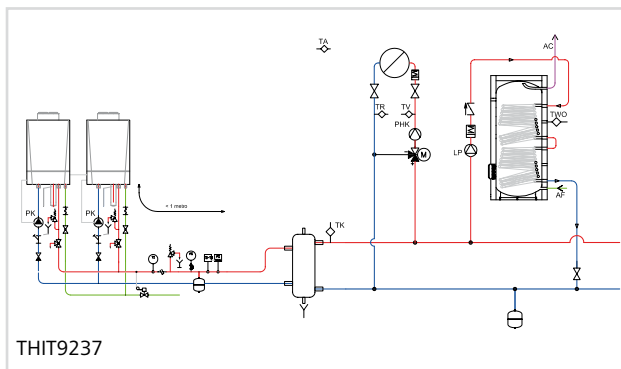 TA
AC
TR
TV
PHK
M
LP
TWO
AF
PK
PK
< 1 metro
TK
THIT9237